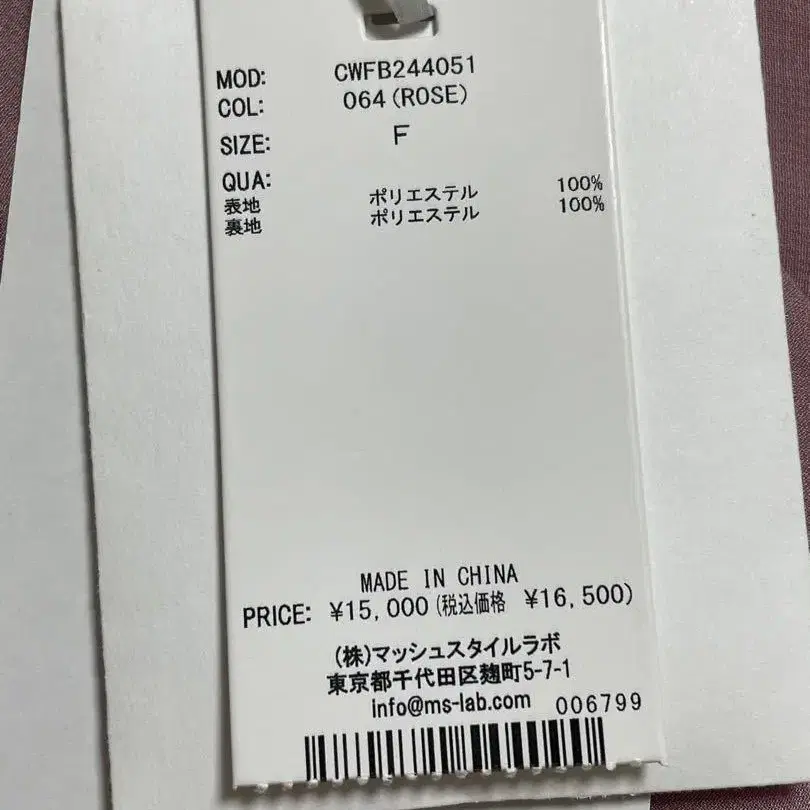 MOD: CWFB244051
COL: 064(ROSE)
SIZE: F
QUA:
表地 ポリエステル 100%
裏地 ポリエステル 100%
MADE IN CHINA
PRICE: ¥15,000(税込価格 ¥16,500)
(株)マッシュスタイルラボ
東京都千代田区麹町5-7-1
info@ms-lab.com 006799